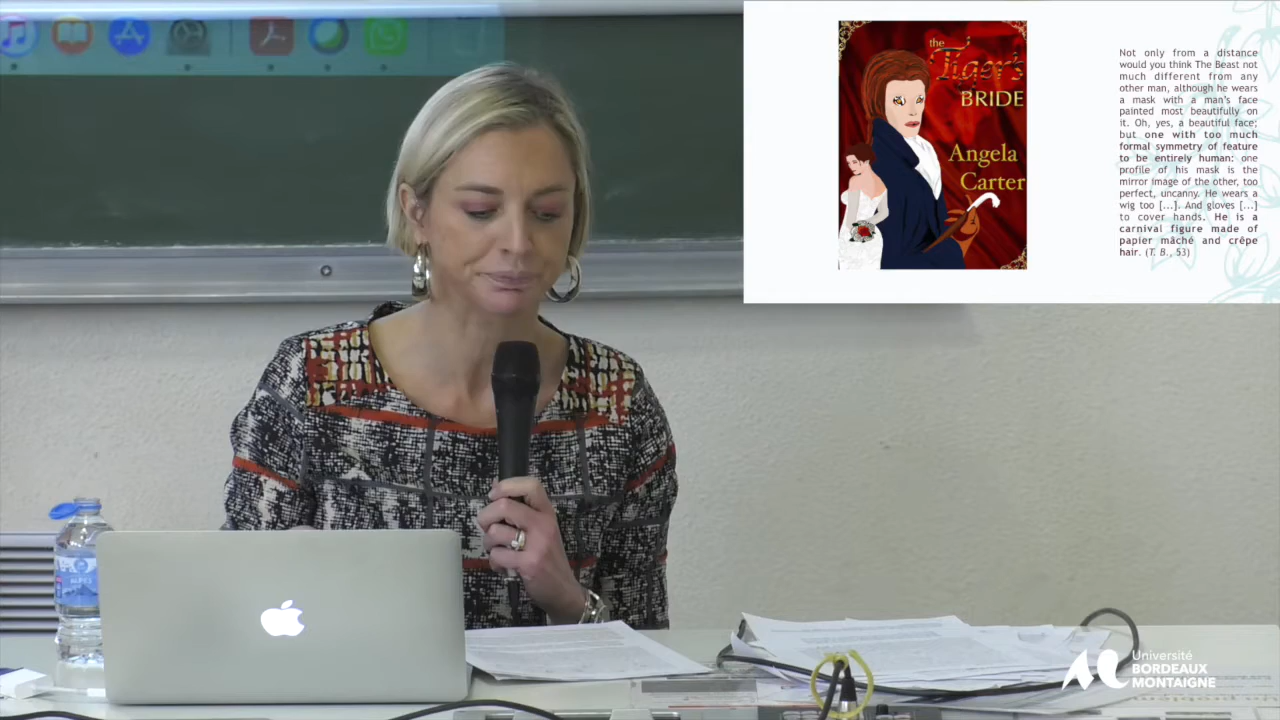 the
Tiger's
BRIDE
Angela
Carter
Not only from a distance
would you think The Beast not
much different from any
other man, although he wears
a mask with a man's face
painted most beautifully on
it. Oh, yes, a beautiful face;
but one with too much
formal symmetry of feature
to be entirely human: one
profile of his mask is the
mirror image of the other, too
perfect, uncanny. He wears a
wig too [...]. And gloves [...]
to cover hands. He is a
carnival figure made of
papier mâché and crêpe
hair. (T. B., 53)
Université
BORDEAUX
MONTAIGNE